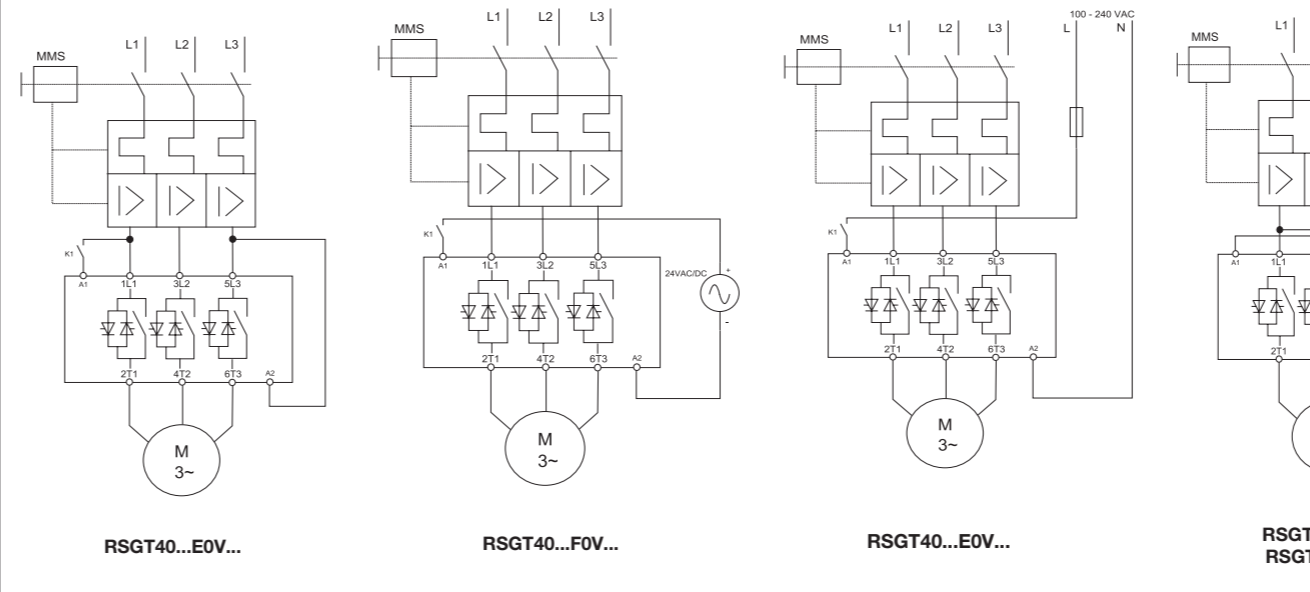 MMS
L1 L2 L3
K1
A1 1L1 3L2 5L3
2T1 4T2 6T3 A2
M
3~
RSGT40...E0V...
MMS
L1 L2 L3
K1
A1 1L1 3L2 5L3
24VAC/DC
+
-
2T1 4T2 6T3 A2
M
3~
RSGT40...F0V...
MMS
L1 L2 L3
100 - 240 VAC
L N
K1
A1 1L1 3L2 5L3
2T1 4T2 6T3 A2
M
3~
RSGT40...E0V...
MMS
L1
A1 1L1
2T1
RSGT
RSGT